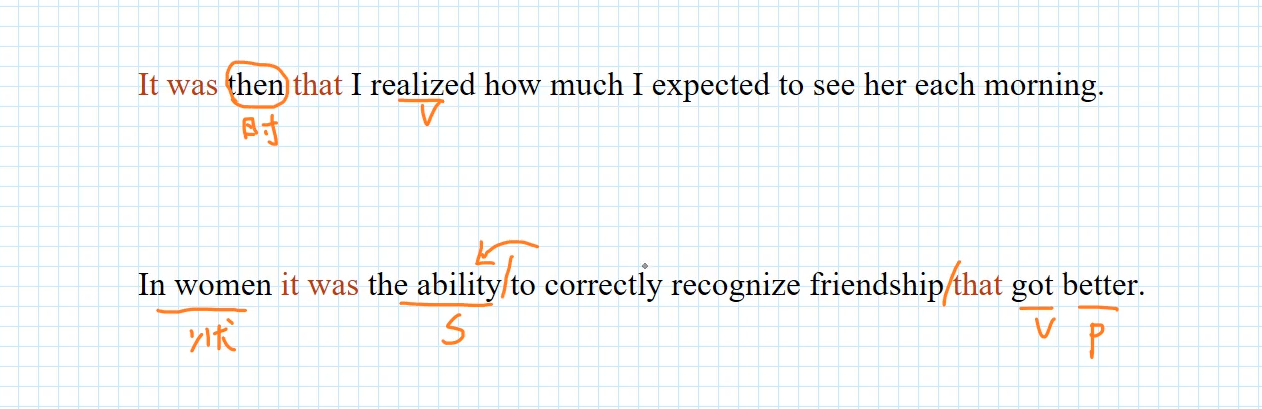 It was then that I realized how much I expected to see her each morning.
时 V
In women it was the ability/to correctly recognize friendship/that got better.
状 S V P